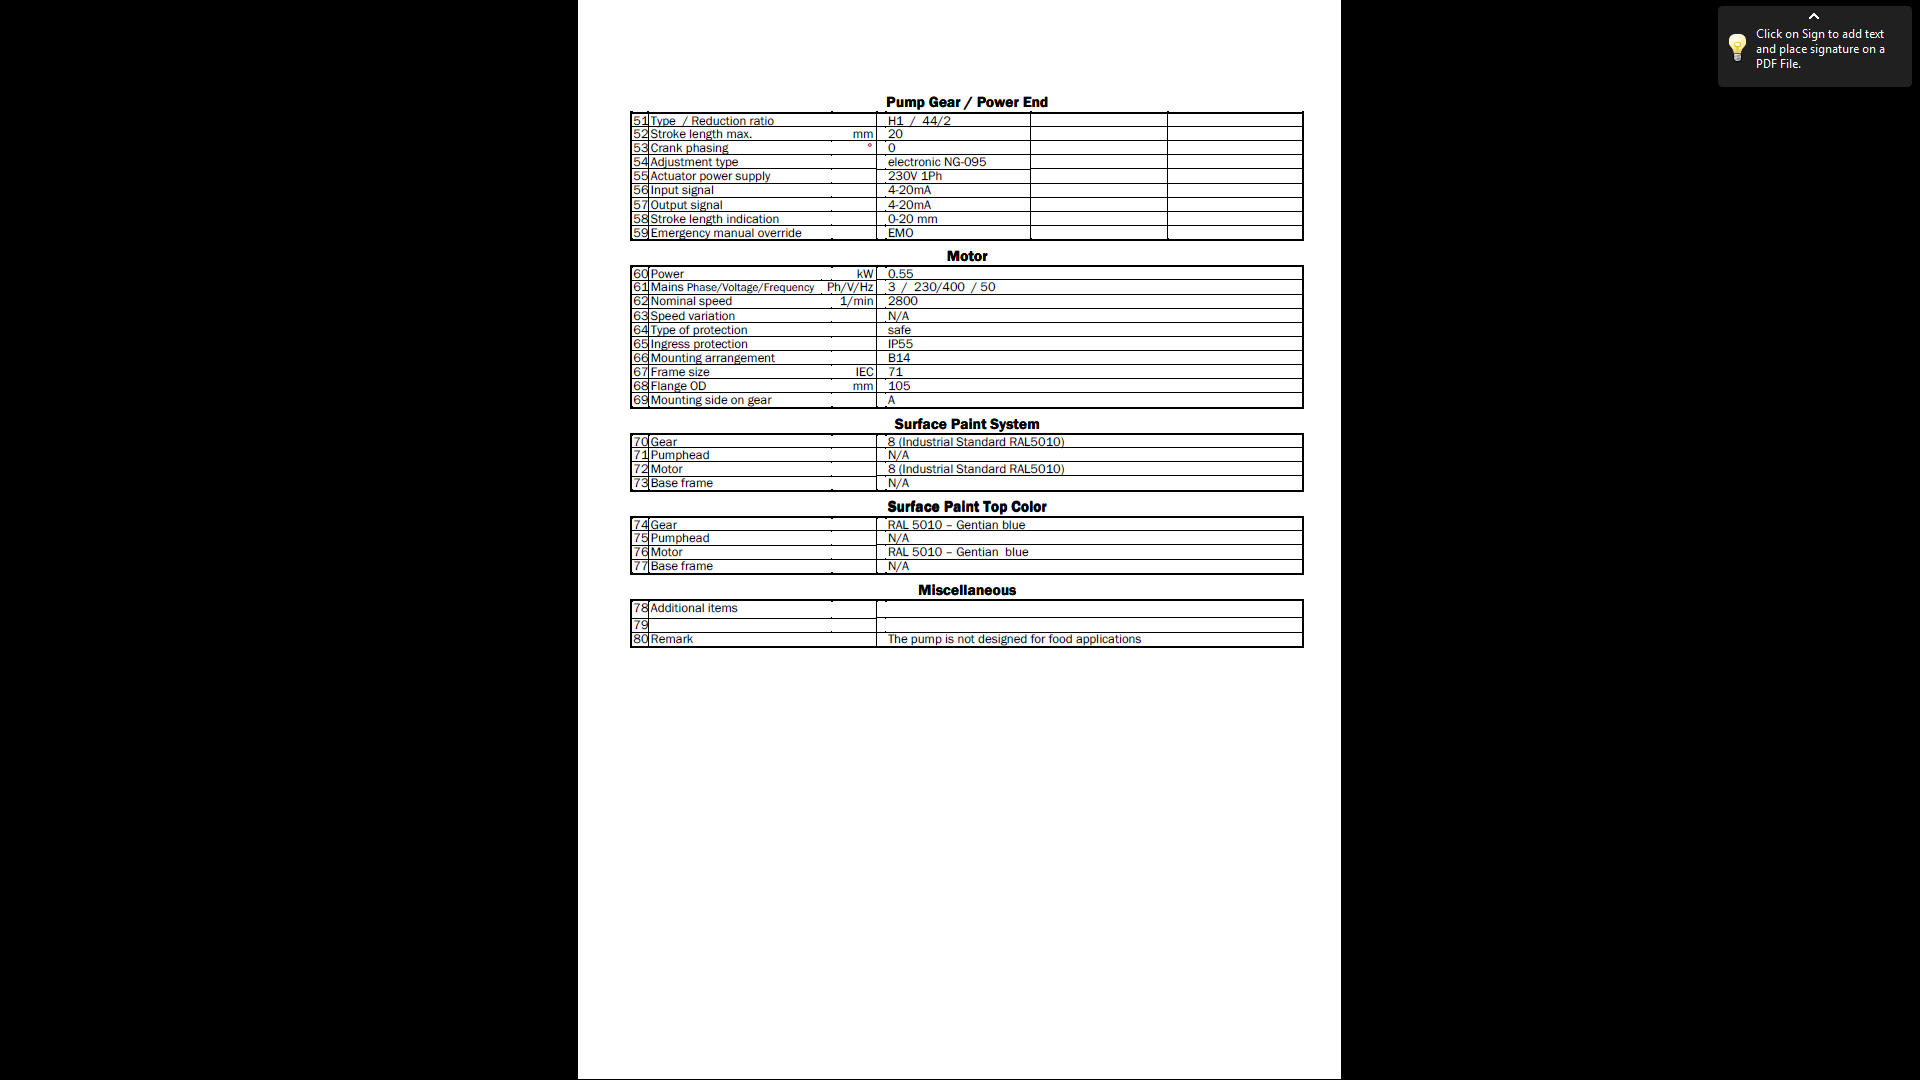 Click on Sign to add text
and place signature on a
PDF File.
Pump Gear / Power End
51 Type / Reduction ratio H1 / 44/2
52 Stroke length max. mm 20
53 Crank phasing ° 0
54 Adjustment type electronic NG-095
55 Actuator power supply 230V 1Ph
56 Input signal 4-20mA
57 Output signal 4-20mA
58 Stroke length indication 0-20 mm
59 Emergency manual override EMO
Motor
60 Power kW 0.55
61 Mains Phase/Voltage/Frequency Ph/V/Hz 3 / 230/400 / 50
62 Nominal speed 1/min 2800
63 Speed variation N/A
64 Type of protection safe
65 Ingress protection IP55
66 Mounting arrangement B14
67 Frame size IEC 71
68 Flange OD mm 105
69 Mounting side on gear A
Surface Paint System
70 Gear 8 (Industrial Standard RAL5010)
71 Pumphead N/A
72 Motor 8 (Industrial Standard RAL5010)
73 Base frame N/A
Surface Paint Top Color
74 Gear RAL 5010 – Gentian blue
75 Pumphead N/A
76 Motor RAL 5010 – Gentian blue
77 Base frame N/A
Miscellaneous
78 Additional items
79
80 Remark The pump is not designed for food applications